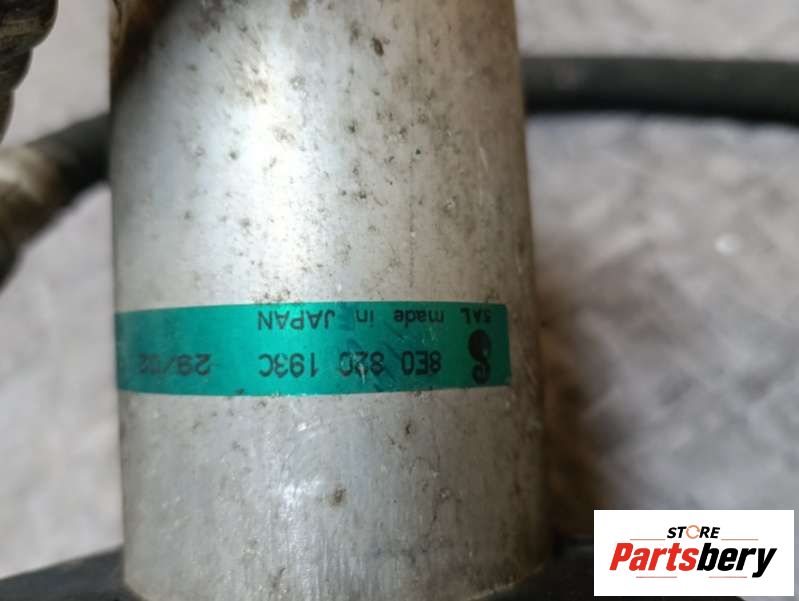 8E0 820 193C 29/02
SAL made in JAPAN
STORE
Partsbery